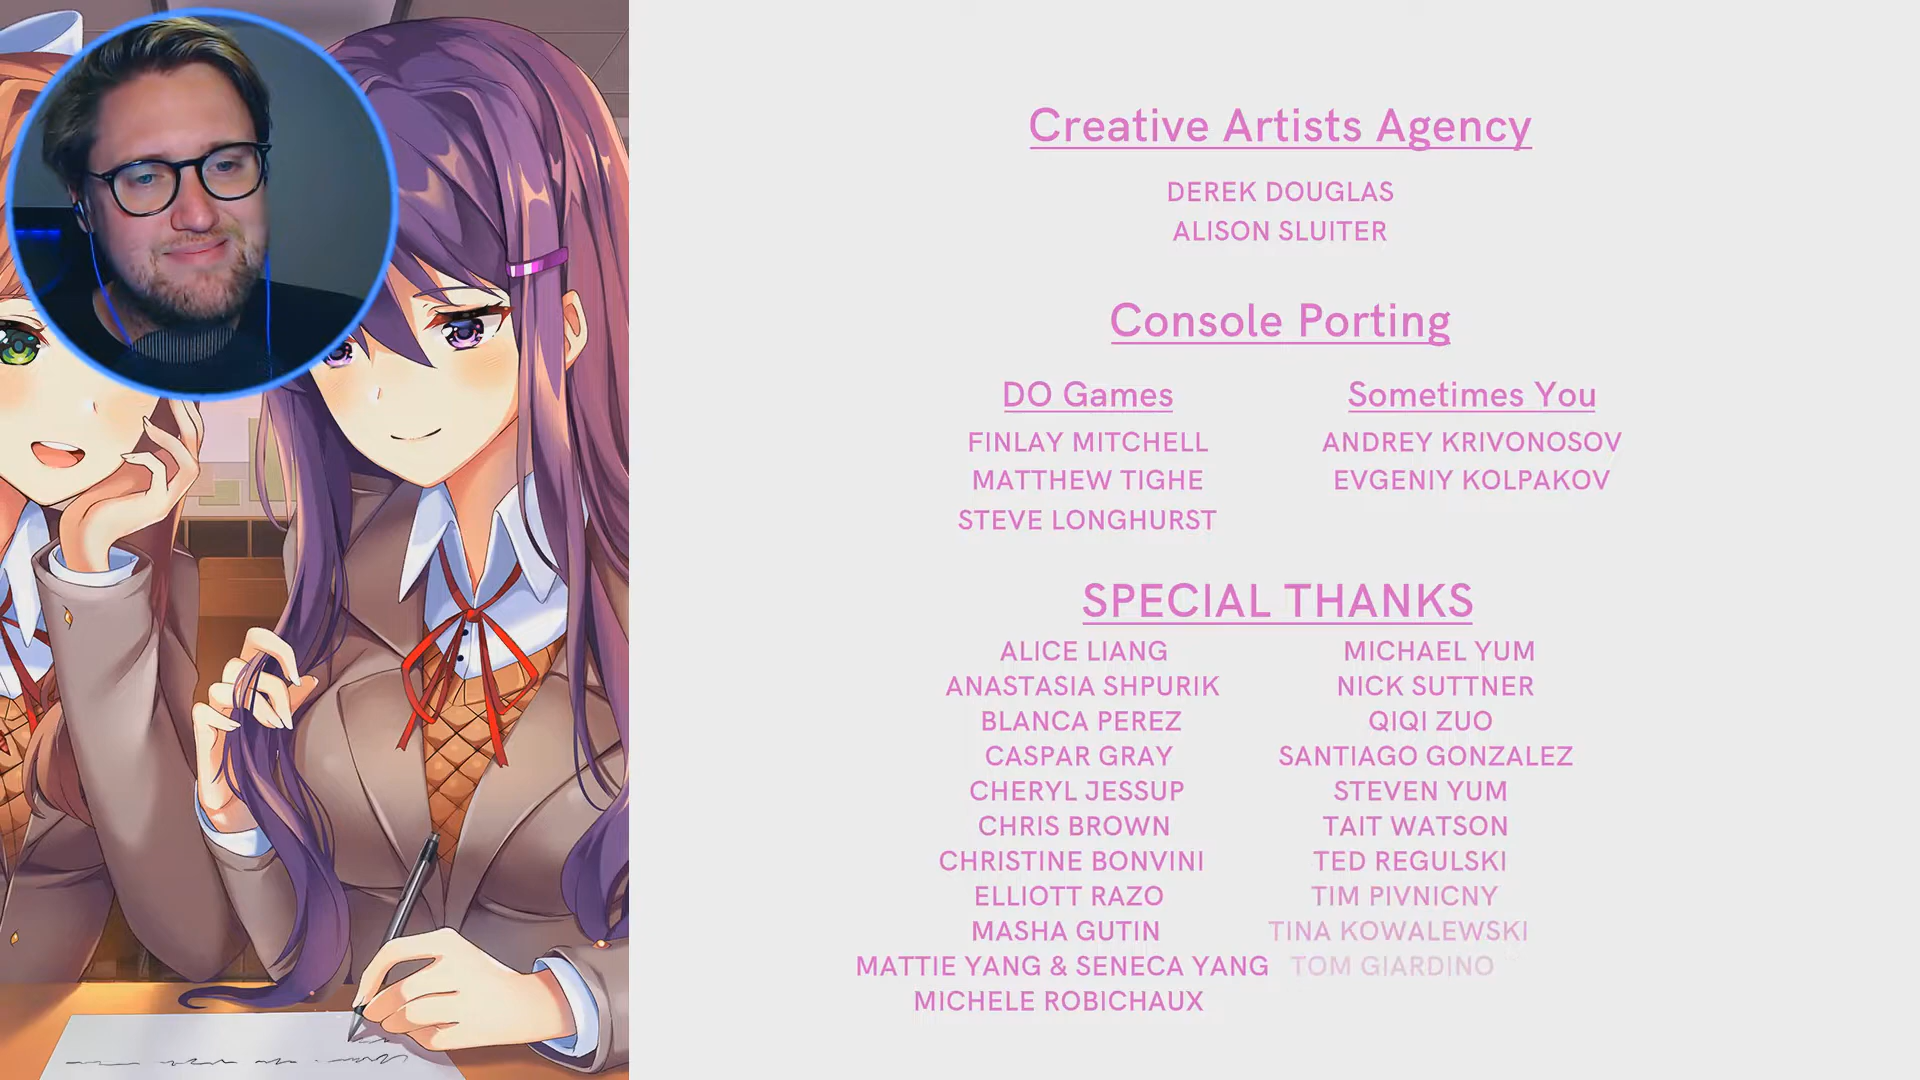 Creative Artists Agency
DEREK DOUGLAS
ALISON SLUITER
Console Porting
DO Games
FINLAY MITCHELL
MATTHEW TIGHE
STEVE LONGHURST
Sometimes You
ANDREY KRIVONOSOV
EVGENIY KOLPAKOV
SPECIAL THANKS
ALICE LIANG
ANASTASIA SHPURIK
BLANCA PEREZ
CASPAR GRAY
CHERYL JESSUP
CHRIS BROWN
CHRISTINE BONVINI
ELLIOTT RAZO
MASHA GUTIN
MATTIE YANG & SENECA YANG
MICHELE ROBICHAUX
MICHAEL YUM
NICK SUTTNER
QIQI ZUO
SANTIAGO GONZALEZ
STEVEN YUM
TAIT WATSON
TED REGULSKI
TIM PIVNICNY
TINA KOWALEWSKI
TOM GIARDINO